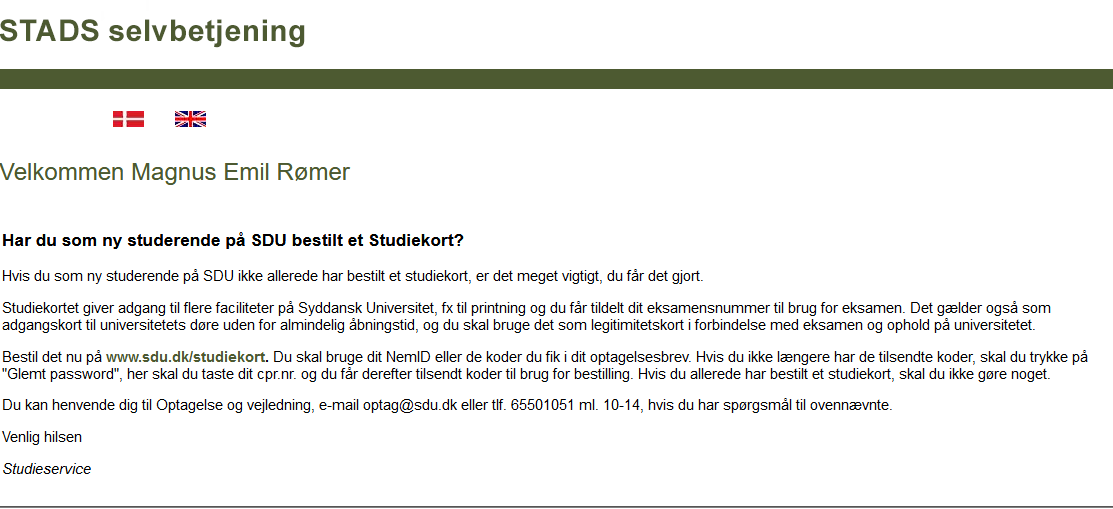 STADS selvbetjening
Velkommen Magnus Emil Rømer
Har du som ny studerende på SDU bestilt et Studiekort?
Hvis du som ny studerende på SDU ikke allerede har bestilt et studiekort, er det meget vigtigt, du får det gjort.
Studiekortet giver adgang til flere faciliteter på Syddansk Universitet, fx til printning og du får tildelt dit eksamensnummer til brug for eksamen. Det gælder også som
adgangskort til universitetets døre uden for almindelig åbningstid, og du skal bruge det som legitimitetskort i forbindelse med eksamen og ophold på universitetet.
Bestil det nu på www.sdu.dk/studiekort. Du skal bruge dit NemID eller de koder du fik i dit optagelsesbrev. Hvis du ikke længere har de tilsendte koder, skal du trykke på
"Glemt password", her skal du taste dit cpr.nr. og du får derefter tilsendt koder til brug for bestilling. Hvis du allerede har bestilt et studiekort, skal du ikke gøre noget.
Du kan henvende dig til Optagelse og vejledning, e-mail optag@sdu.dk eller tlf. 65501051 ml. 10-14, hvis du har spørgsmål til ovennævnte.
Venlig hilsen
Studieservice